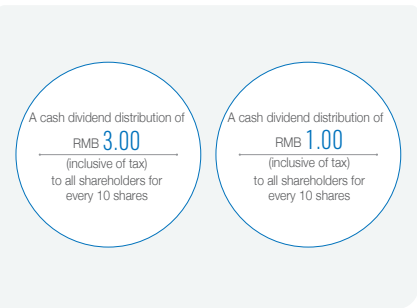 A cash dividend distribution of
RMB 3.00
(inclusive of tax)
to all shareholders for
every 10 shares
A cash dividend distribution of
RMB 1.00
(inclusive of tax)
to all shareholders for
every 10 shares